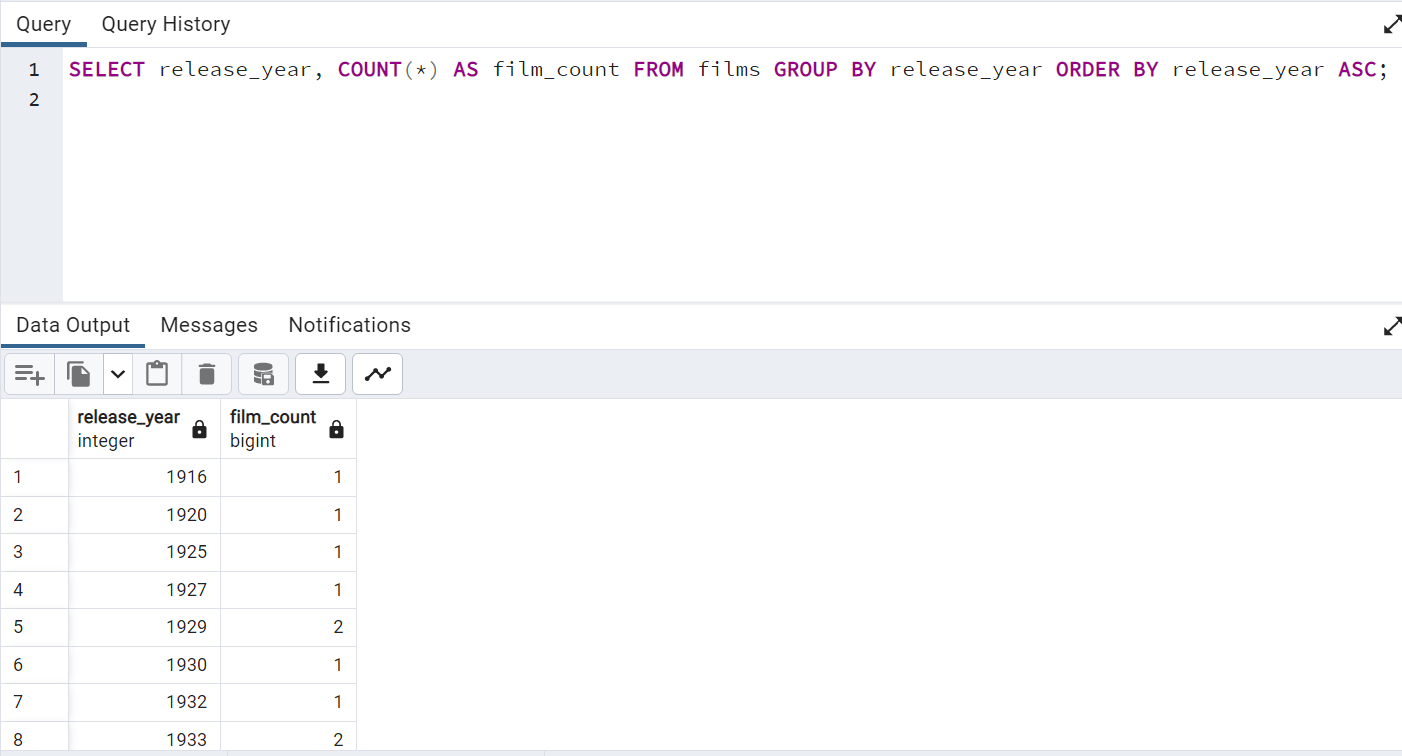 Query Query History
1 SELECT release_year, COUNT(*) AS film_count FROM films GROUP BY release_year ORDER BY release_year ASC;
2
Data Output Messages Notifications
release_year film_count
integer bigint
1 1916 1
2 1920 1
3 1925 1
4 1927 1
5 1929 2
6 1930 1
7 1932 1
8 1933 2